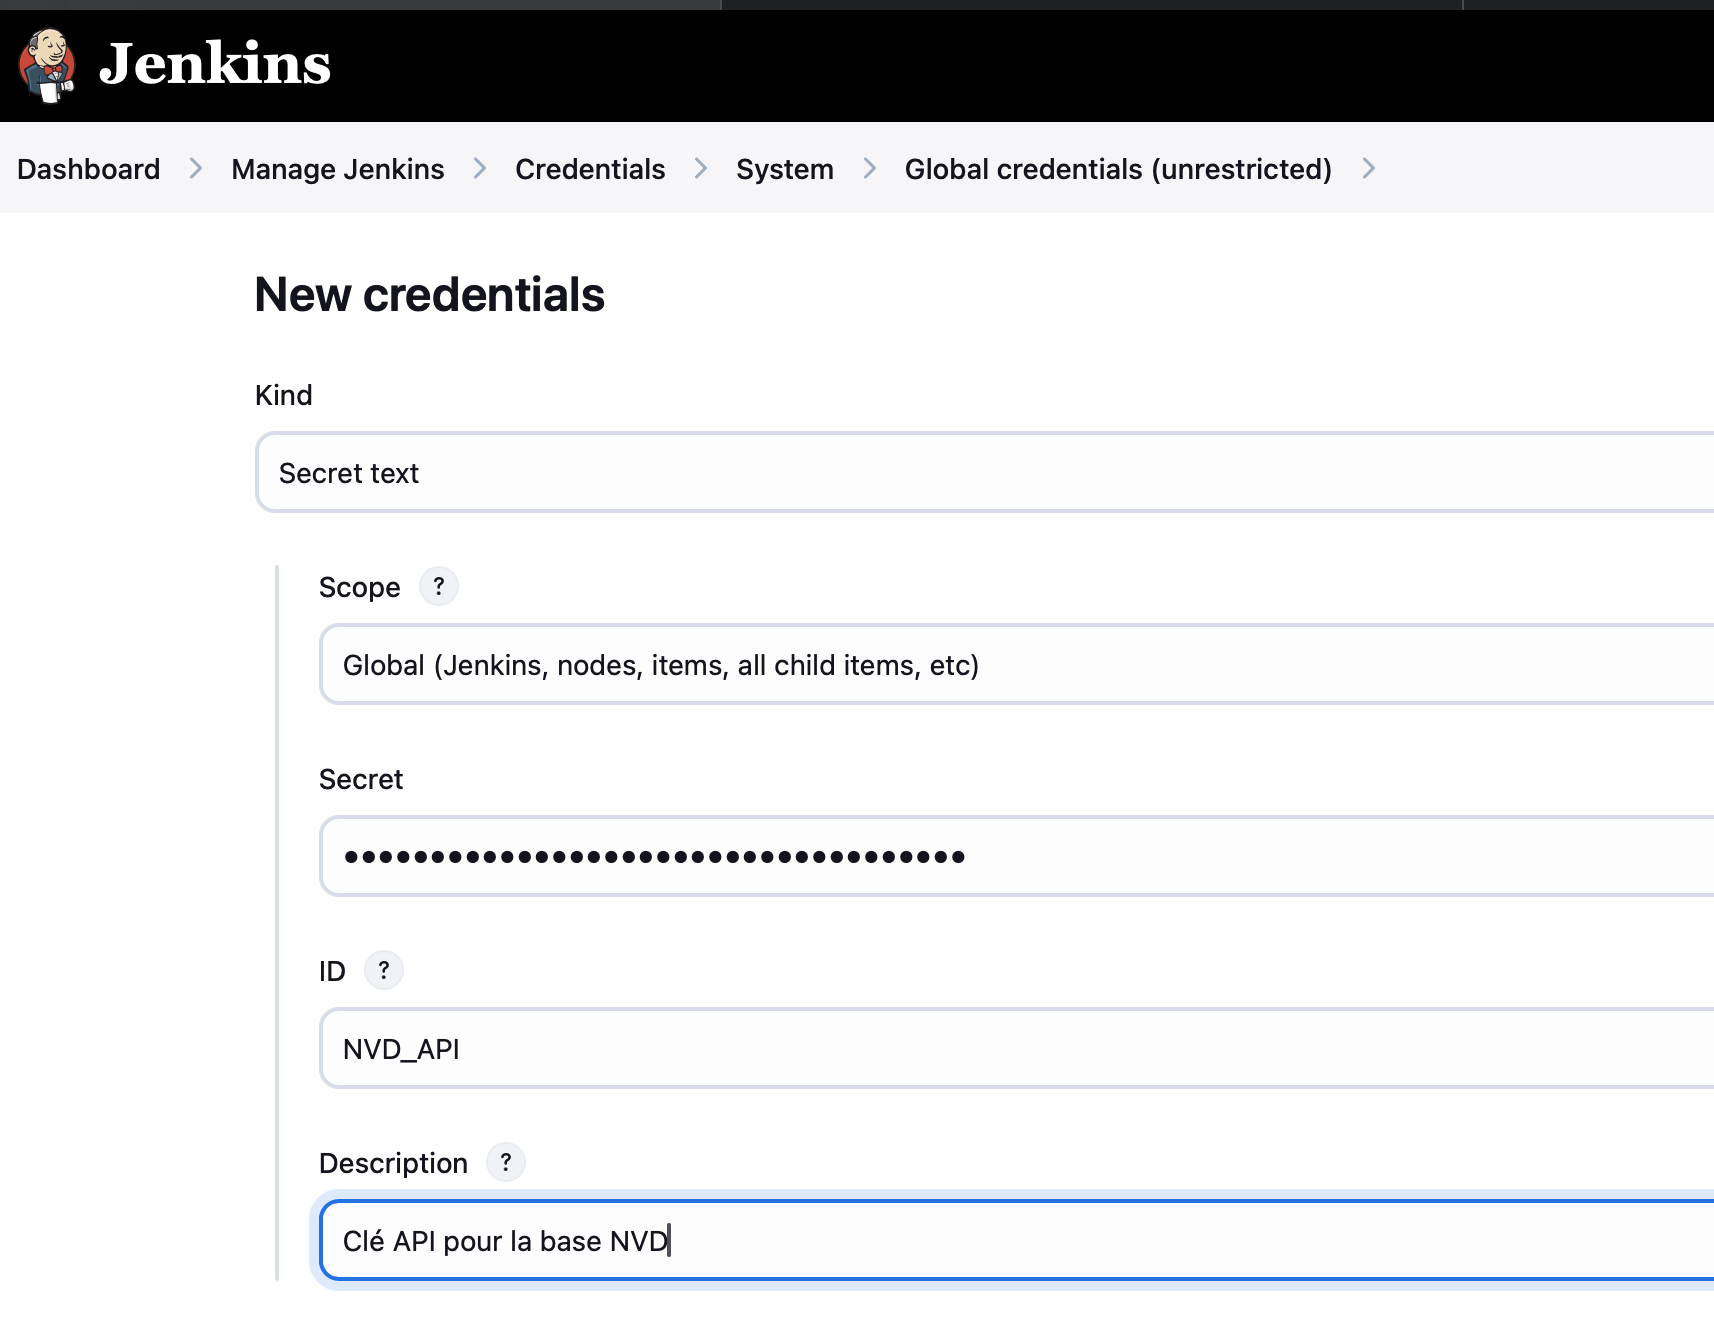 Jenkins
Dashboard > Manage Jenkins > Credentials > System > Global credentials (unrestricted) >
New credentials
Kind
Secret text
Scope ?
Global (Jenkins, nodes, items, all child items, etc)
Secret
••••••••••••••••••••••••••••••••••••
ID ?
NVD_API
Description ?
Clé API pour la base NVD